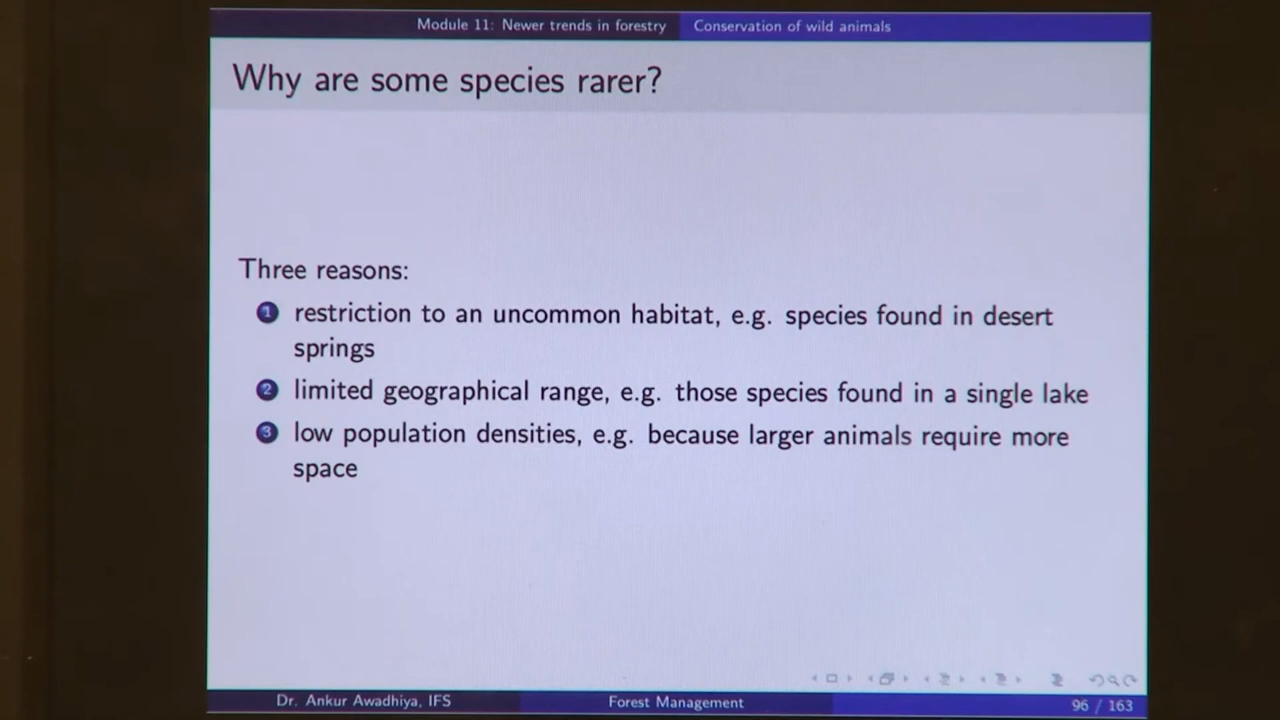 Module 11: Newer trends in forestry Conservation of wild animals
Why are some species rarer?
Three reasons:
1 restriction to an uncommon habitat, e.g. species found in desert
springs
2 limited geographical range, e.g. those species found in a single lake
3 low population densities, e.g. because larger animals require more
space
Dr. Ankur Awadhiya, IFS Forest Management 96 / 163